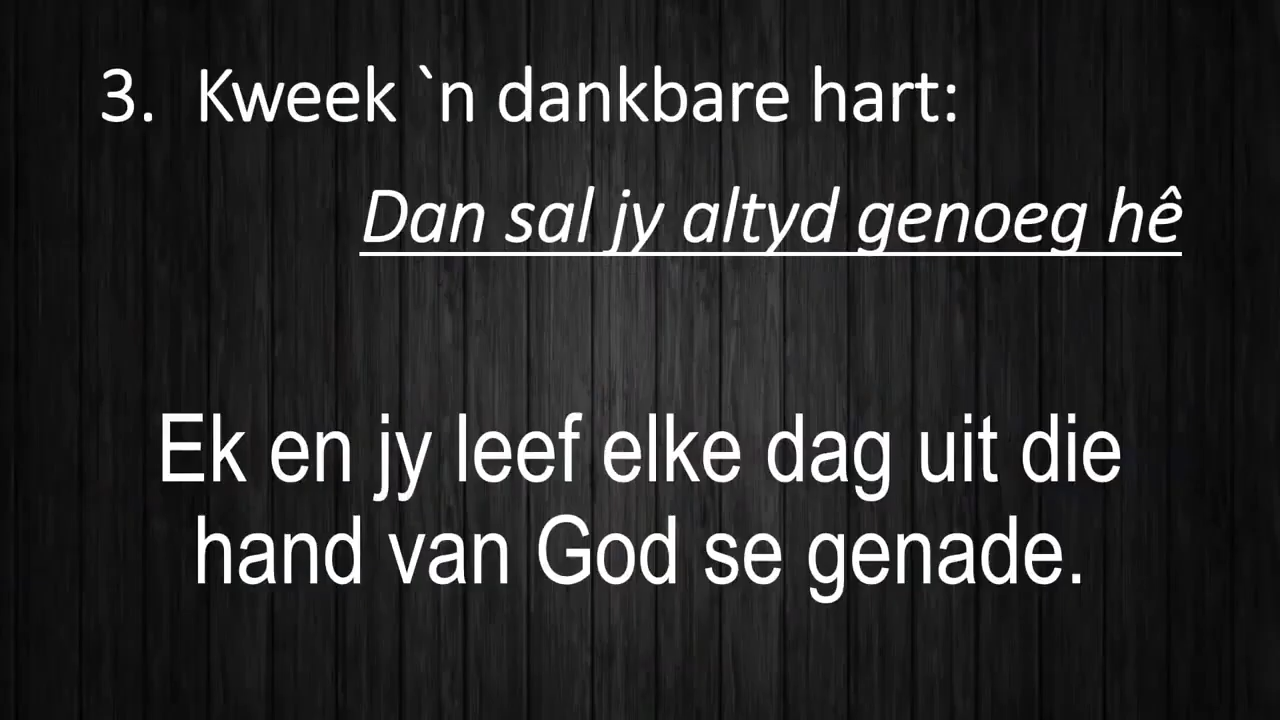 3. Kweek `n dankbare hart:
Dan sal jy altyd genoeg hê
Ek en jy leef elke dag uit die
hand van God se genade.